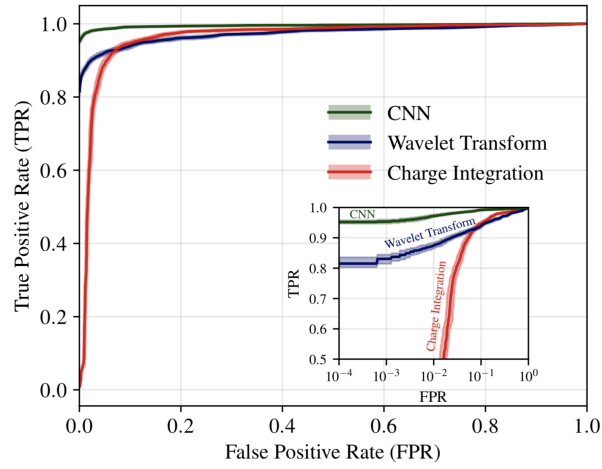 1.0
0.8
0.6
0.4
0.2
0.0
True Positive Rate (TPR)
CNN
Wavelet Transform
Charge Integration
1.0
0.9
0.8
0.7
0.6
0.5
TPR
CNN
Wavelet Transform
Charge Integration
10⁻⁴ 10⁻³ 10⁻² 10⁻¹ 10⁰
FPR
0.0 0.2 0.4 0.6 0.8 1.0
False Positive Rate (FPR)